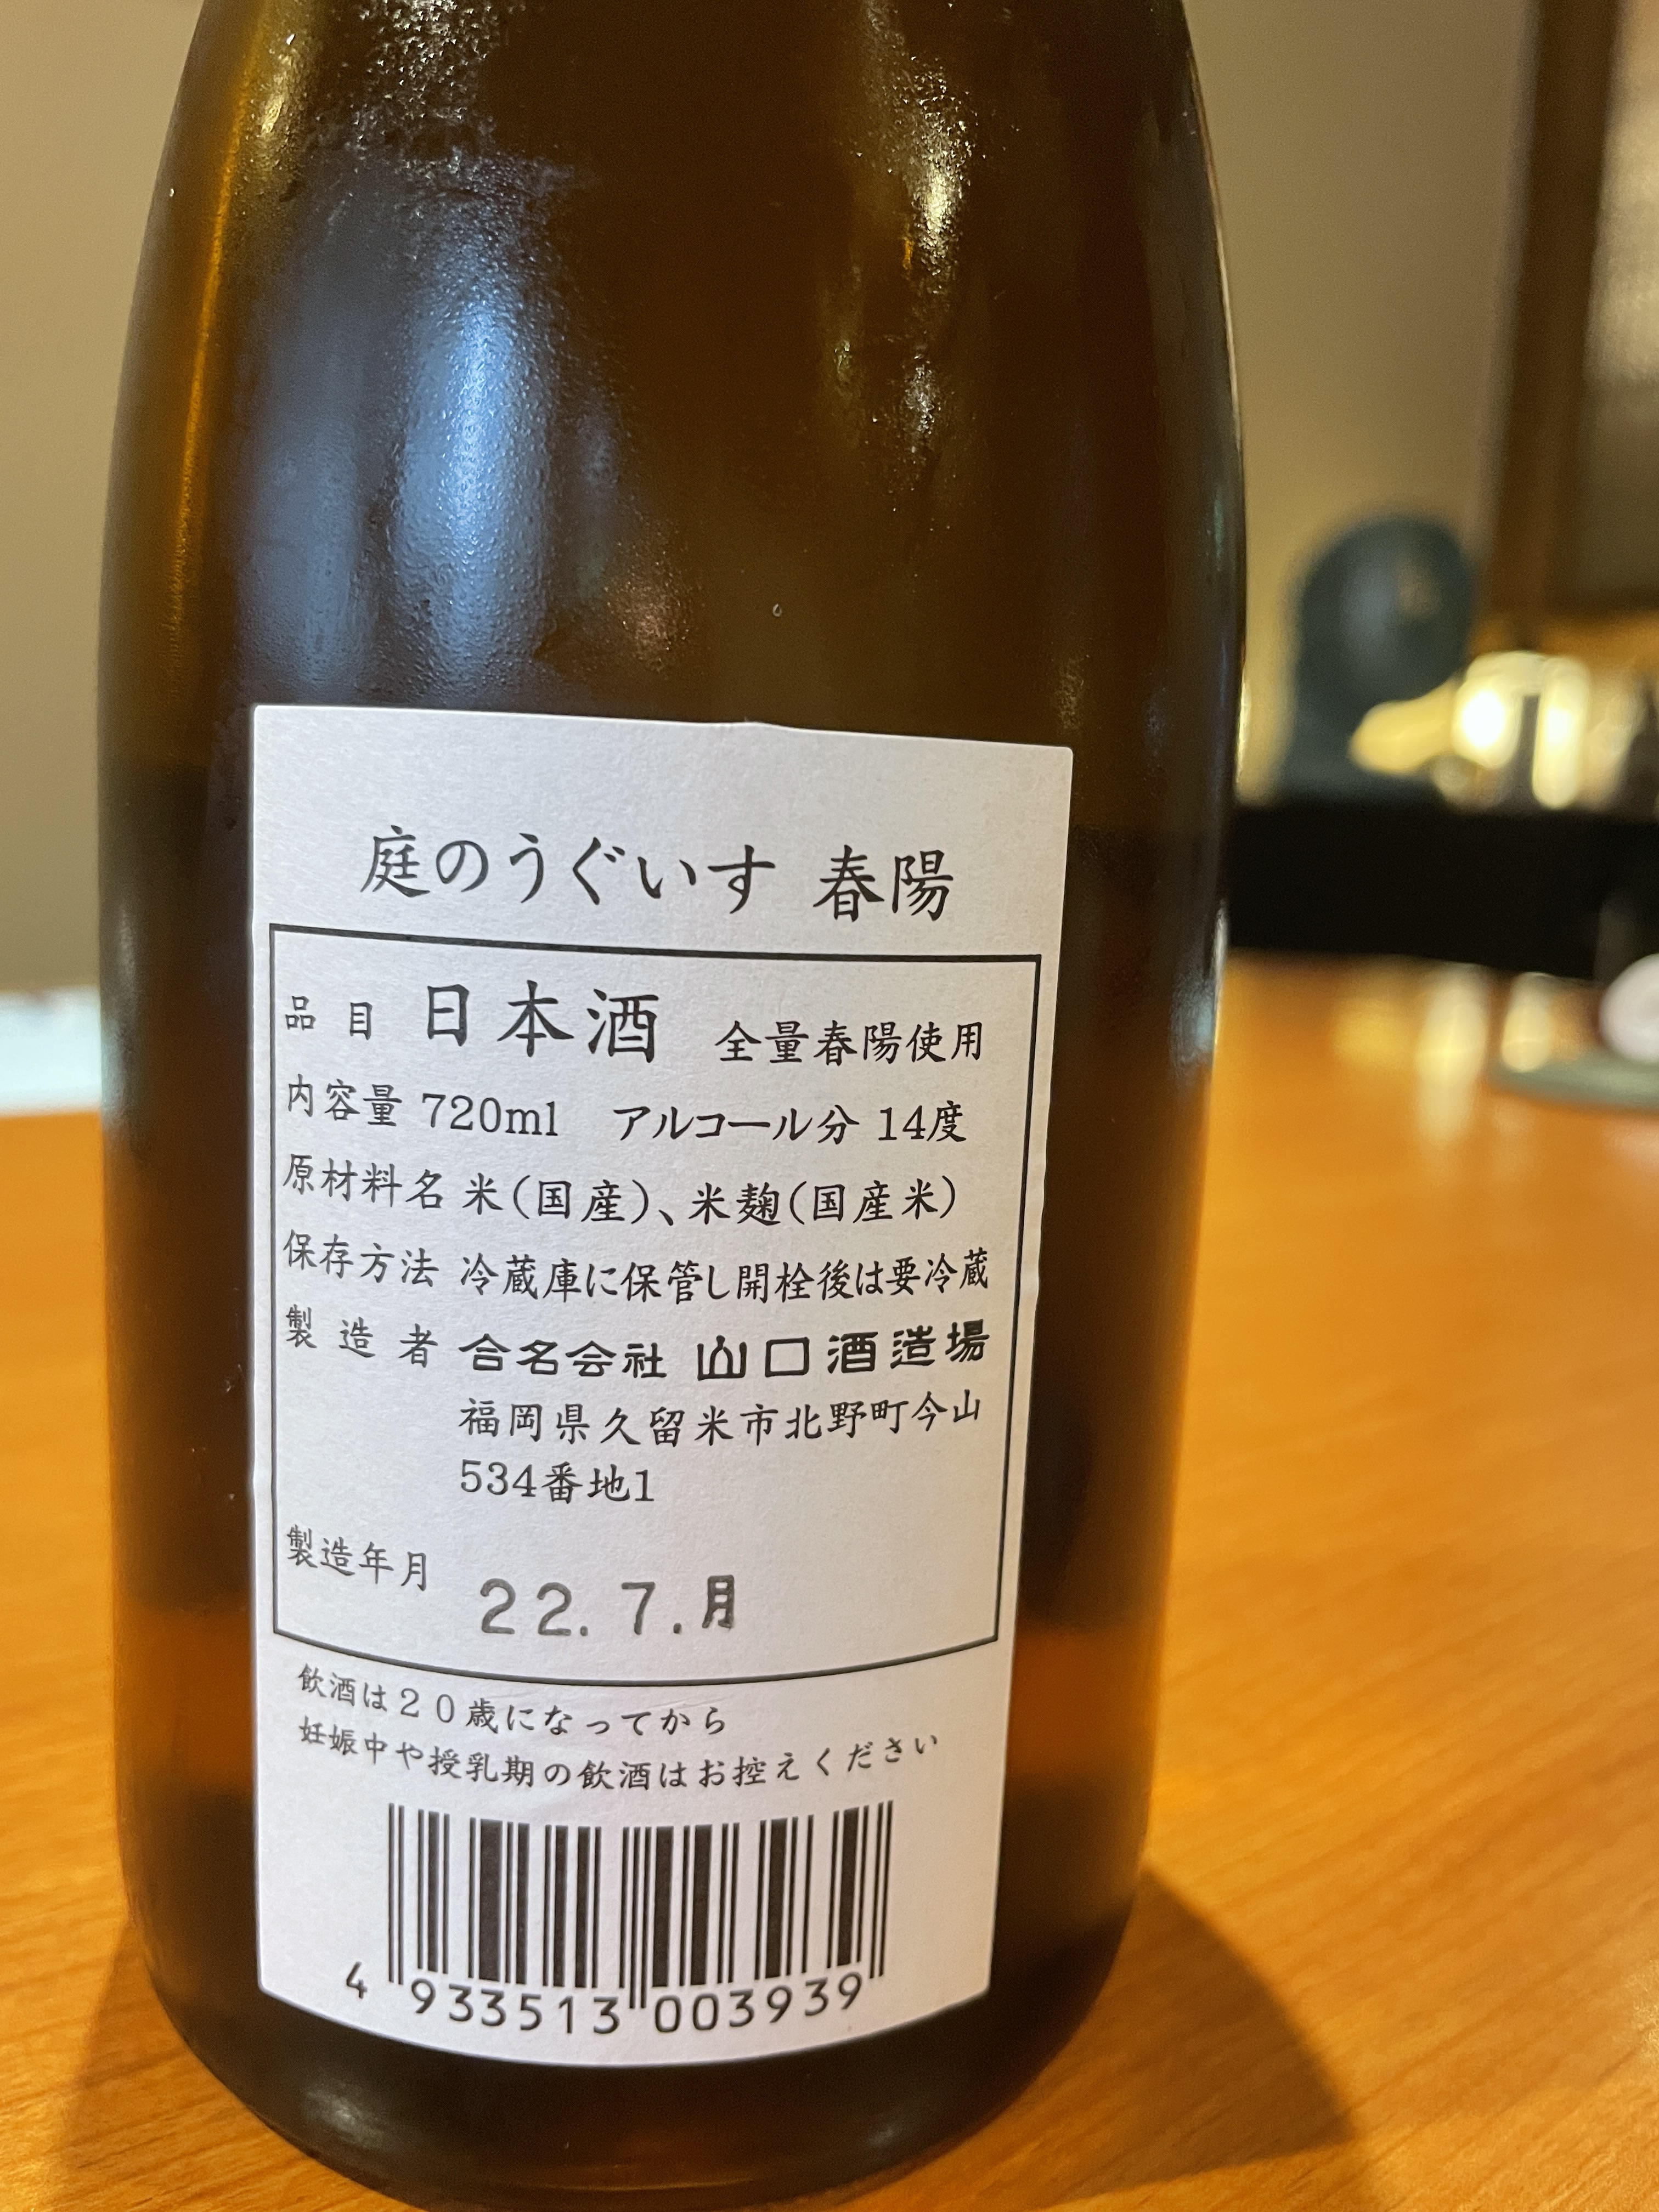 庭のうぐいす 春陽
品目 日本酒 全量春陽使用
内容量 720ml アルコール分 14度
原材料名 米(国産)、米麹(国産米)
保存方法 冷蔵庫に保管し開栓後は要冷蔵
製造者 合名会社 山口酒造場
福岡県久留米市北野町今山
534番地1
製造年月 22.7.月
飲酒は20歳になってから
妊娠中や授乳期の飲酒はお控えください
4 933513 003939